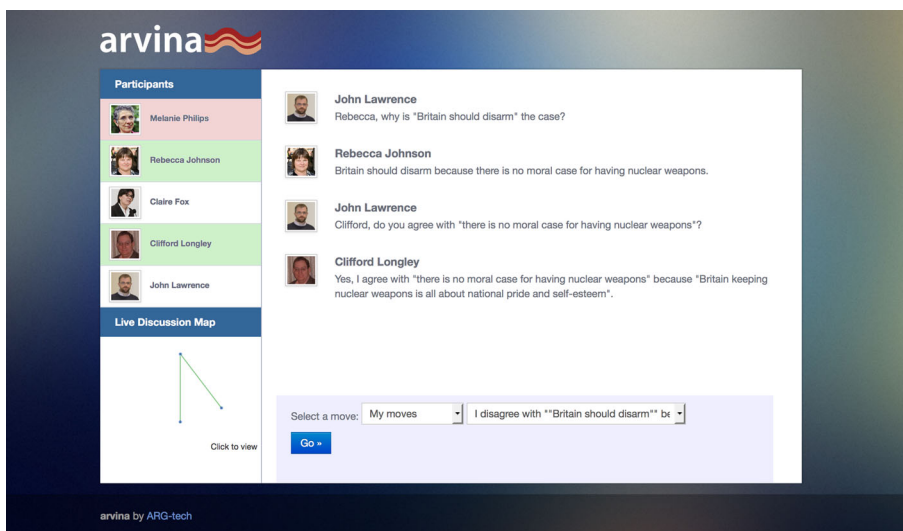 arvina
Participants
Melanie Philips
Rebecca Johnson
Claire Fox
Clifford Longley
John Lawrence
Live Discussion Map
Click to view
John Lawrence
Rebecca, why is "Britain should disarm" the case?
Rebecca Johnson
Britain should disarm because there is no moral case for having nuclear weapons.
John Lawrence
Clifford, do you agree with "there is no moral case for having nuclear weapons"?
Clifford Longley
Yes, I agree with "there is no moral case for having nuclear weapons" because "Britain keeping
nuclear weapons is all about national pride and self-esteem".
Select a move: My moves I disagree with ""Britain should disarm"" be
Go »
arvina by ARG-tech